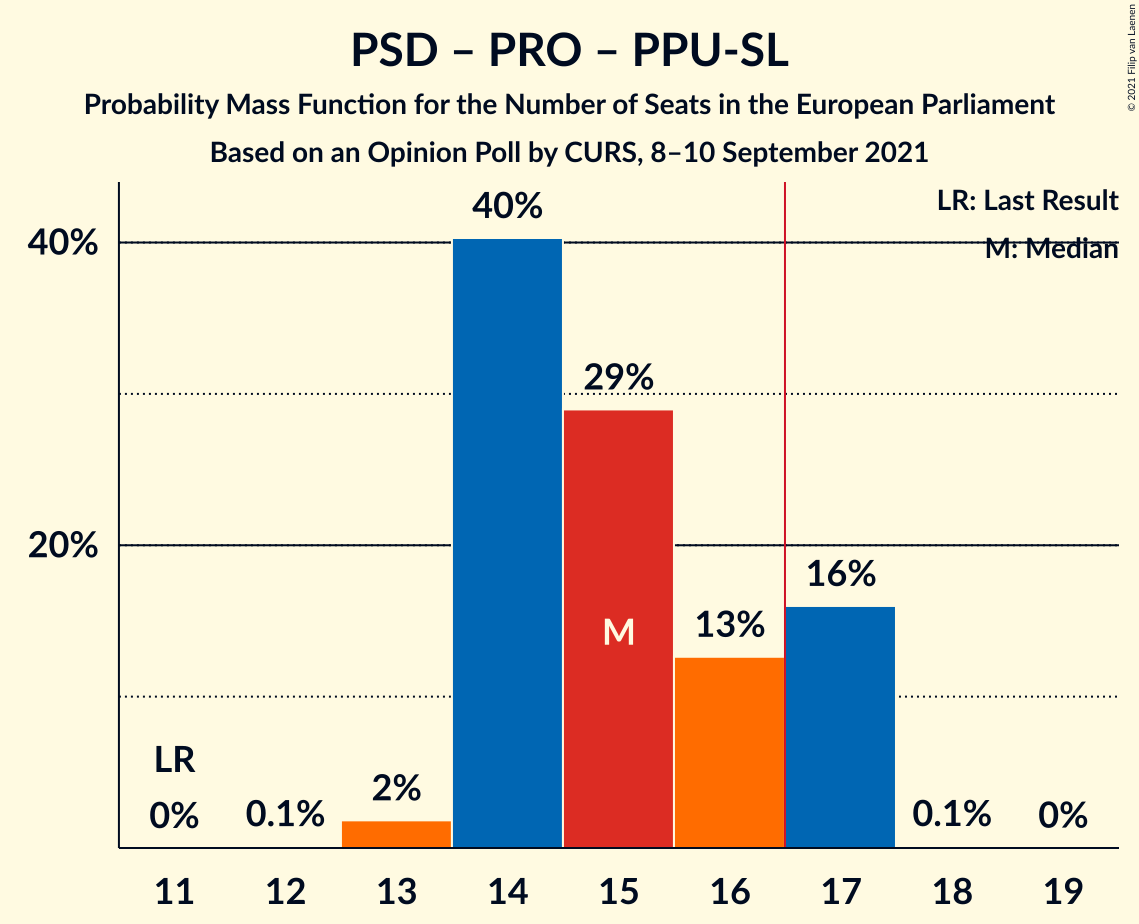 PSD – PRO – PPU-SL
Probability Mass Function for the Number of Seats in the European Parliament
Based on an Opinion Poll by CURS, 8–10 September 2021
© 2021 Filip van Laenen
LR: Last Result
M: Median
40%
20%
LR
0%
0.1%
2%
40%
29%
M
13%
16%
0.1%
0%
11 12 13 14 15 16 17 18 19